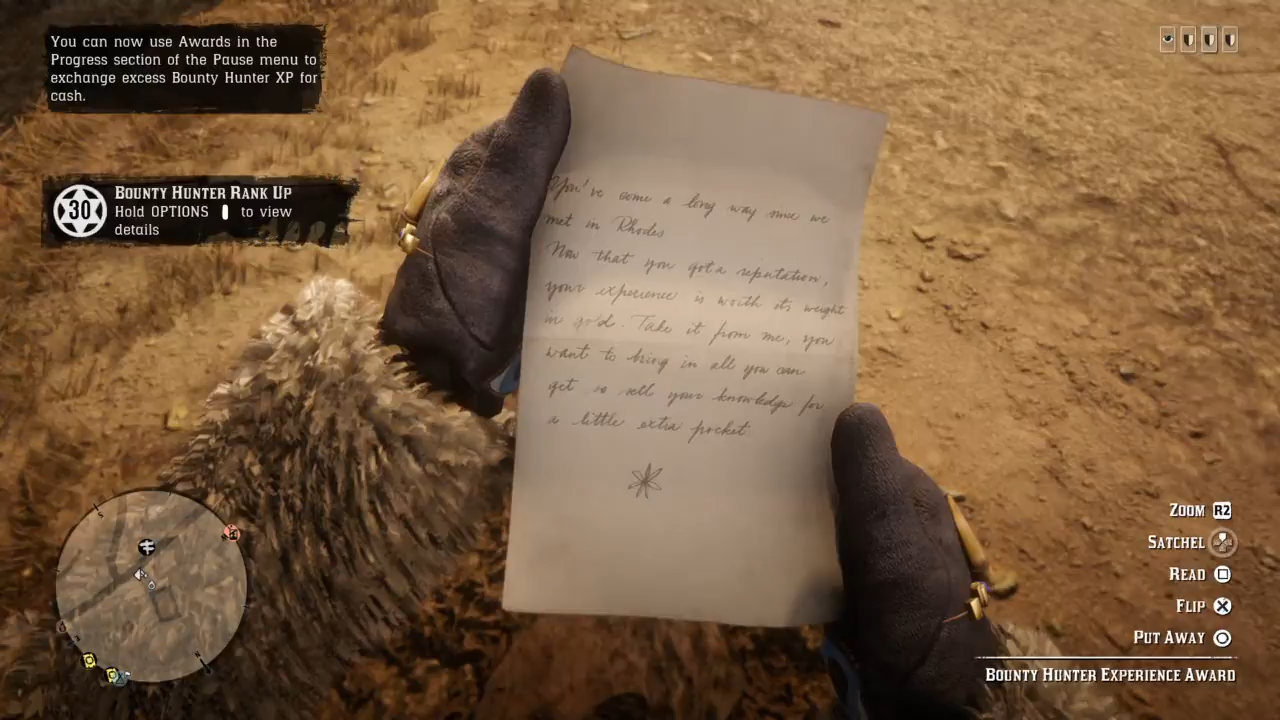 You can now use Awards in the
Progress section of the Pause menu to
exchange excess Bounty Hunter XP for
cash.
30
BOUNTY HUNTER RANK UP
Hold OPTIONS to view
details
You've come a long way since we
met in Rhodes
Now that you got a reputation,
your experience is worth its weight
in gold. Take it from me, you
want to bring in all you can
get so sell your knowledge for
a little extra pocket.
ZOOM R2
SATCHEL
READ
FLIP
PUT AWAY
BOUNTY HUNTER EXPERIENCE AWARD